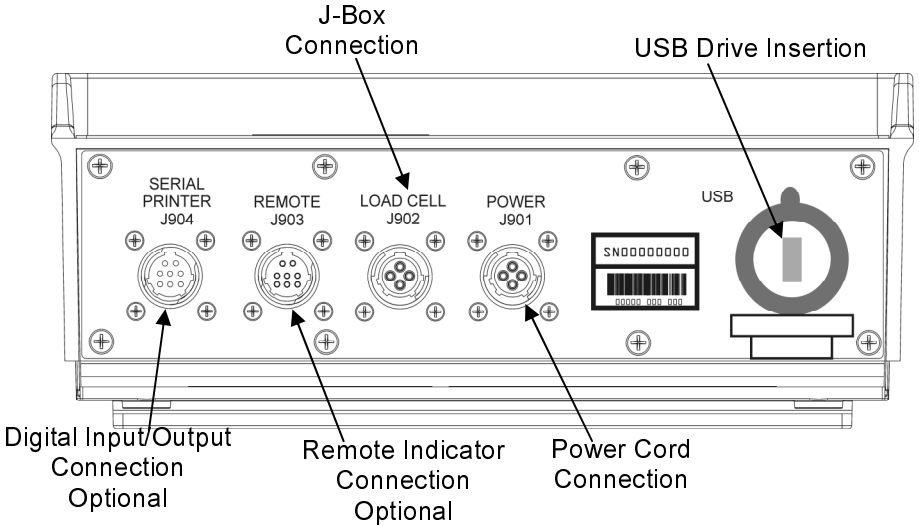 J-Box
Connection
USB Drive Insertion
SERIAL
PRINTER
J904
REMOTE
J903
LOAD CELL
J902
POWER
J901
USB
SN00000000
00000 000 000
Digital Input/Output
Connection
Optional
Remote Indicator
Connection
Optional
Power Cord
Connection